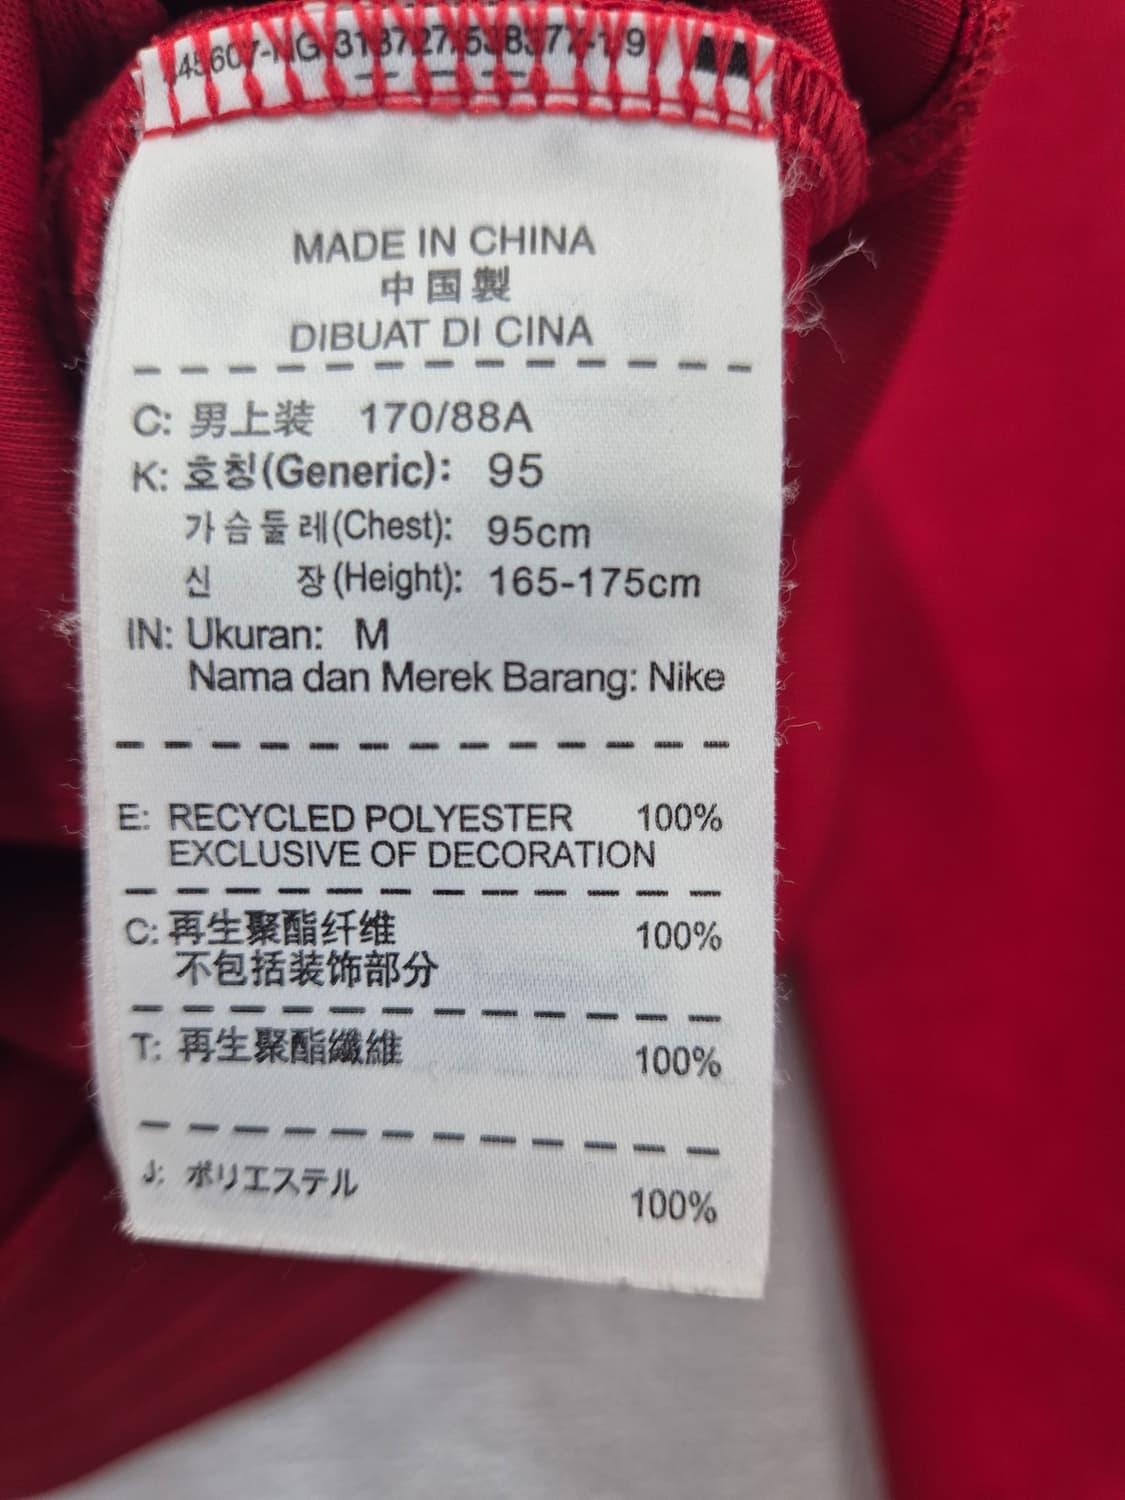 MADE IN CHINA
中国製
DIBUAT DI CINA
C: 男上装 170/88A
K: 호칭(Generic): 95
가슴둘레(Chest): 95cm
신 장(Height): 165-175cm
IN: Ukuran: M
Nama dan Merek Barang: Nike
E: RECYCLED POLYESTER 100%
EXCLUSIVE OF DECORATION
C: 再生聚酯纤维 100%
不包括装饰部分
T: 再生聚酯纖維 100%
J: ポリエステル 100%